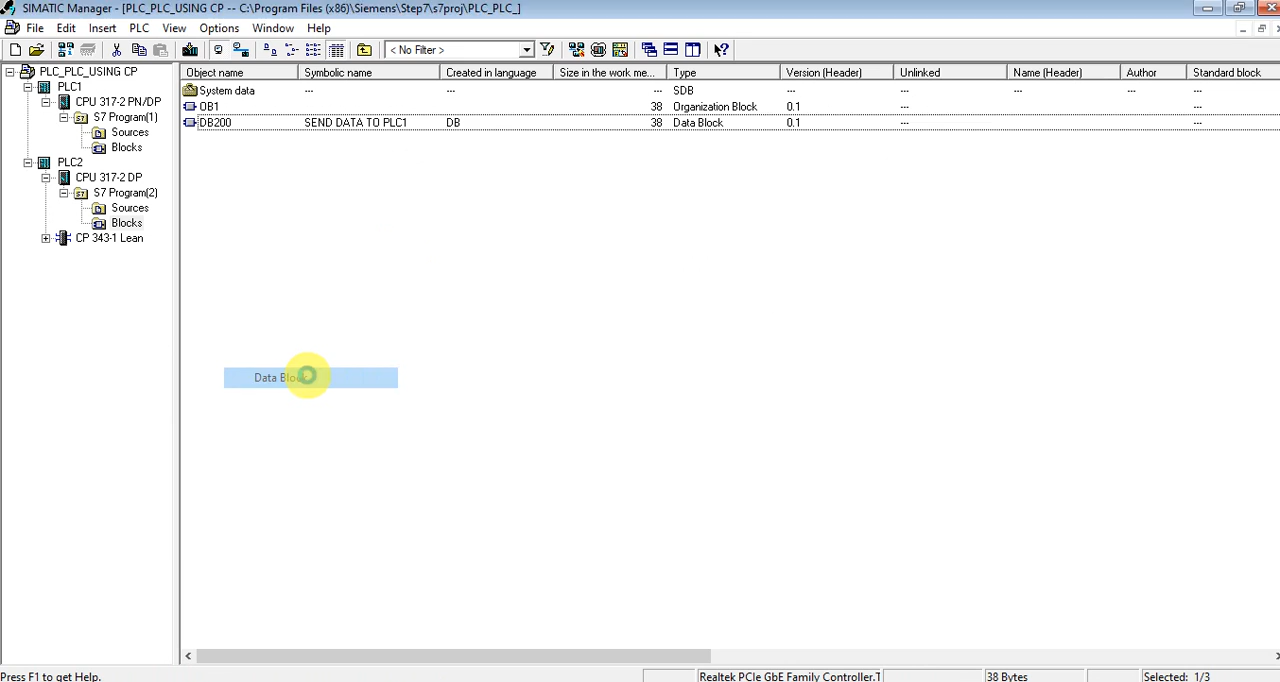 SIMATIC Manager - [PLC_PLC_USING CP -- C:\Program Files (x86)\Siemens\Step7\s7proj\PLC_PLC_]
File Edit Insert PLC View Options Window Help
< No Filter >
PLC_PLC_USING CP
PLC1
CPU 317-2 PN/DP
S7 Program(1)
Sources
Blocks
PLC2
CPU 317-2 DP
S7 Program(2)
Sources
Blocks
CP 343-1 Lean
Object name Symbolic name Created in language Size in the work me... Type Version (Header) Unlinked Name (Header) Author Standard block
System data --- --- --- SDB --- --- --- --- ---
OB1 38 Organization Block 0.1 --- ---
DB200 SEND DATA TO PLC1 DB 38 Data Block 0.1 --- ---
Data Block
Press F1 to get Help. Realtek PCIe GbE Family Controller.T 38 Bytes Selected: 1/3